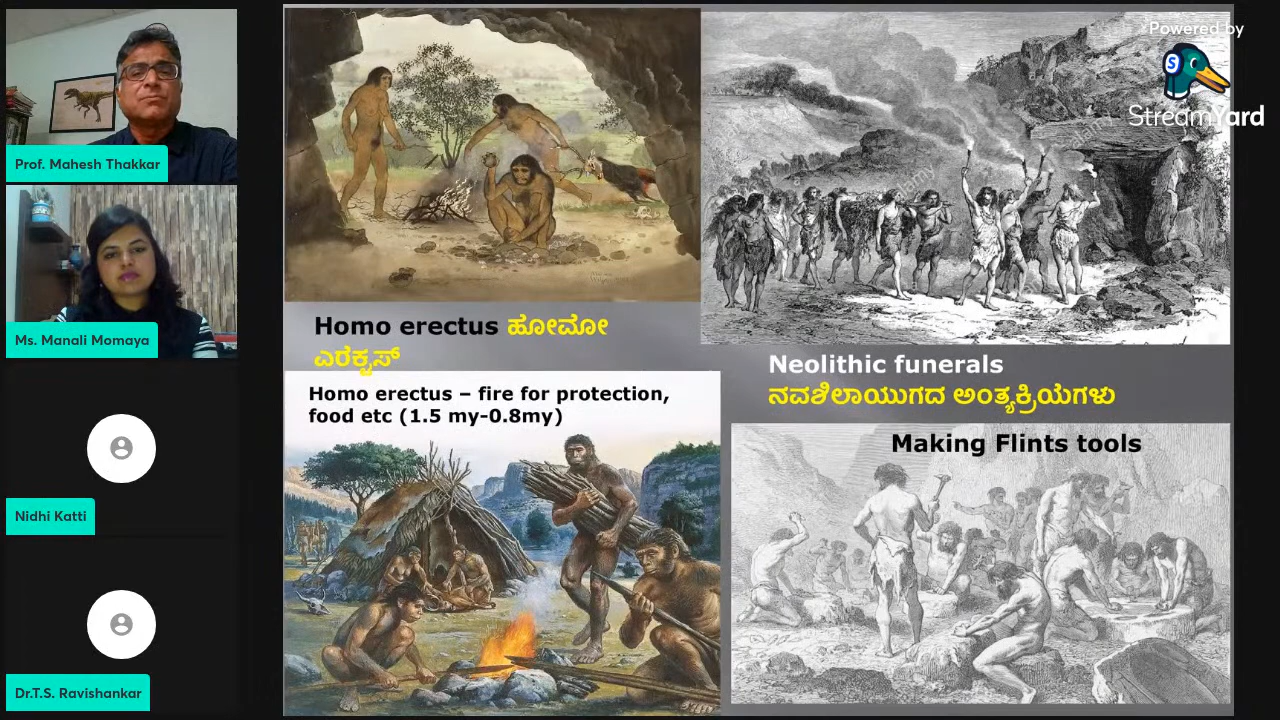 Prof. Mahesh Thakkar
Ms. Manali Momaya
Nidhi Katti
Dr.T.S. Ravishankar
Powered by
StreamYard
Homo erectus ಹೋಮೋ
ಎರಕ್ಟಸ್
Homo erectus – fire for protection,
food etc (1.5 my-0.8my)
Neolithic funerals
ನವಶಿಲಾಯುಗದ ಅಂತ್ಯಕ್ರಿಯೆಗಳು
Making Flints tools